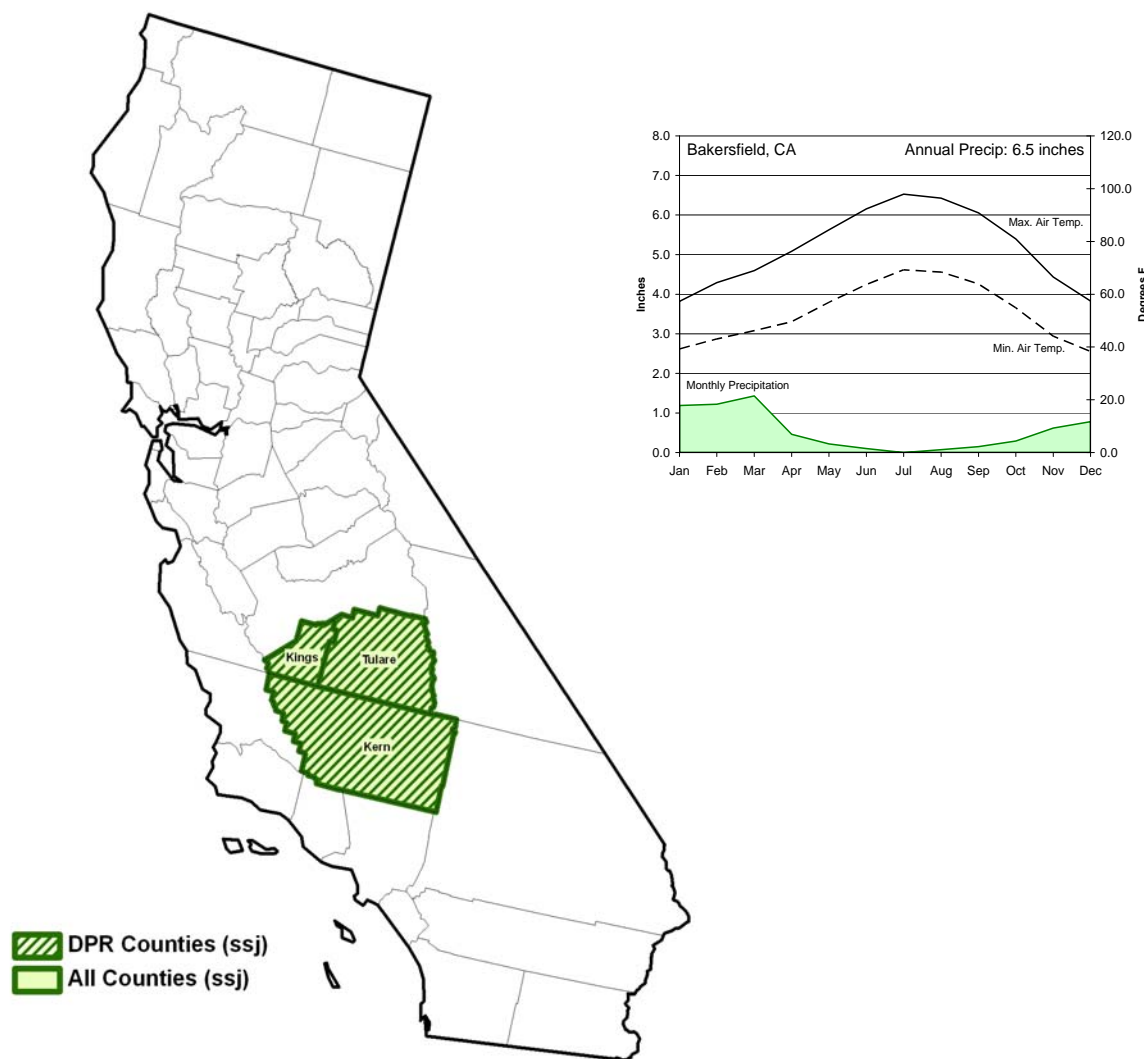 Bakersfield, CA Annual Precip: 6.5 inches
8.0
7.0
6.0
5.0
4.0
3.0
2.0
1.0
0.0
Inches
120.0
100.0
80.0
60.0
40.0
20.0
0.0
Degrees F
Max. Air Temp.
Min. Air Temp.
Monthly Precipitation
Jan Feb Mar Apr May Jun Jul Aug Sep Oct Nov Dec
Kings
Tulare
Kern
DPR Counties (ssj)
All Counties (ssj)